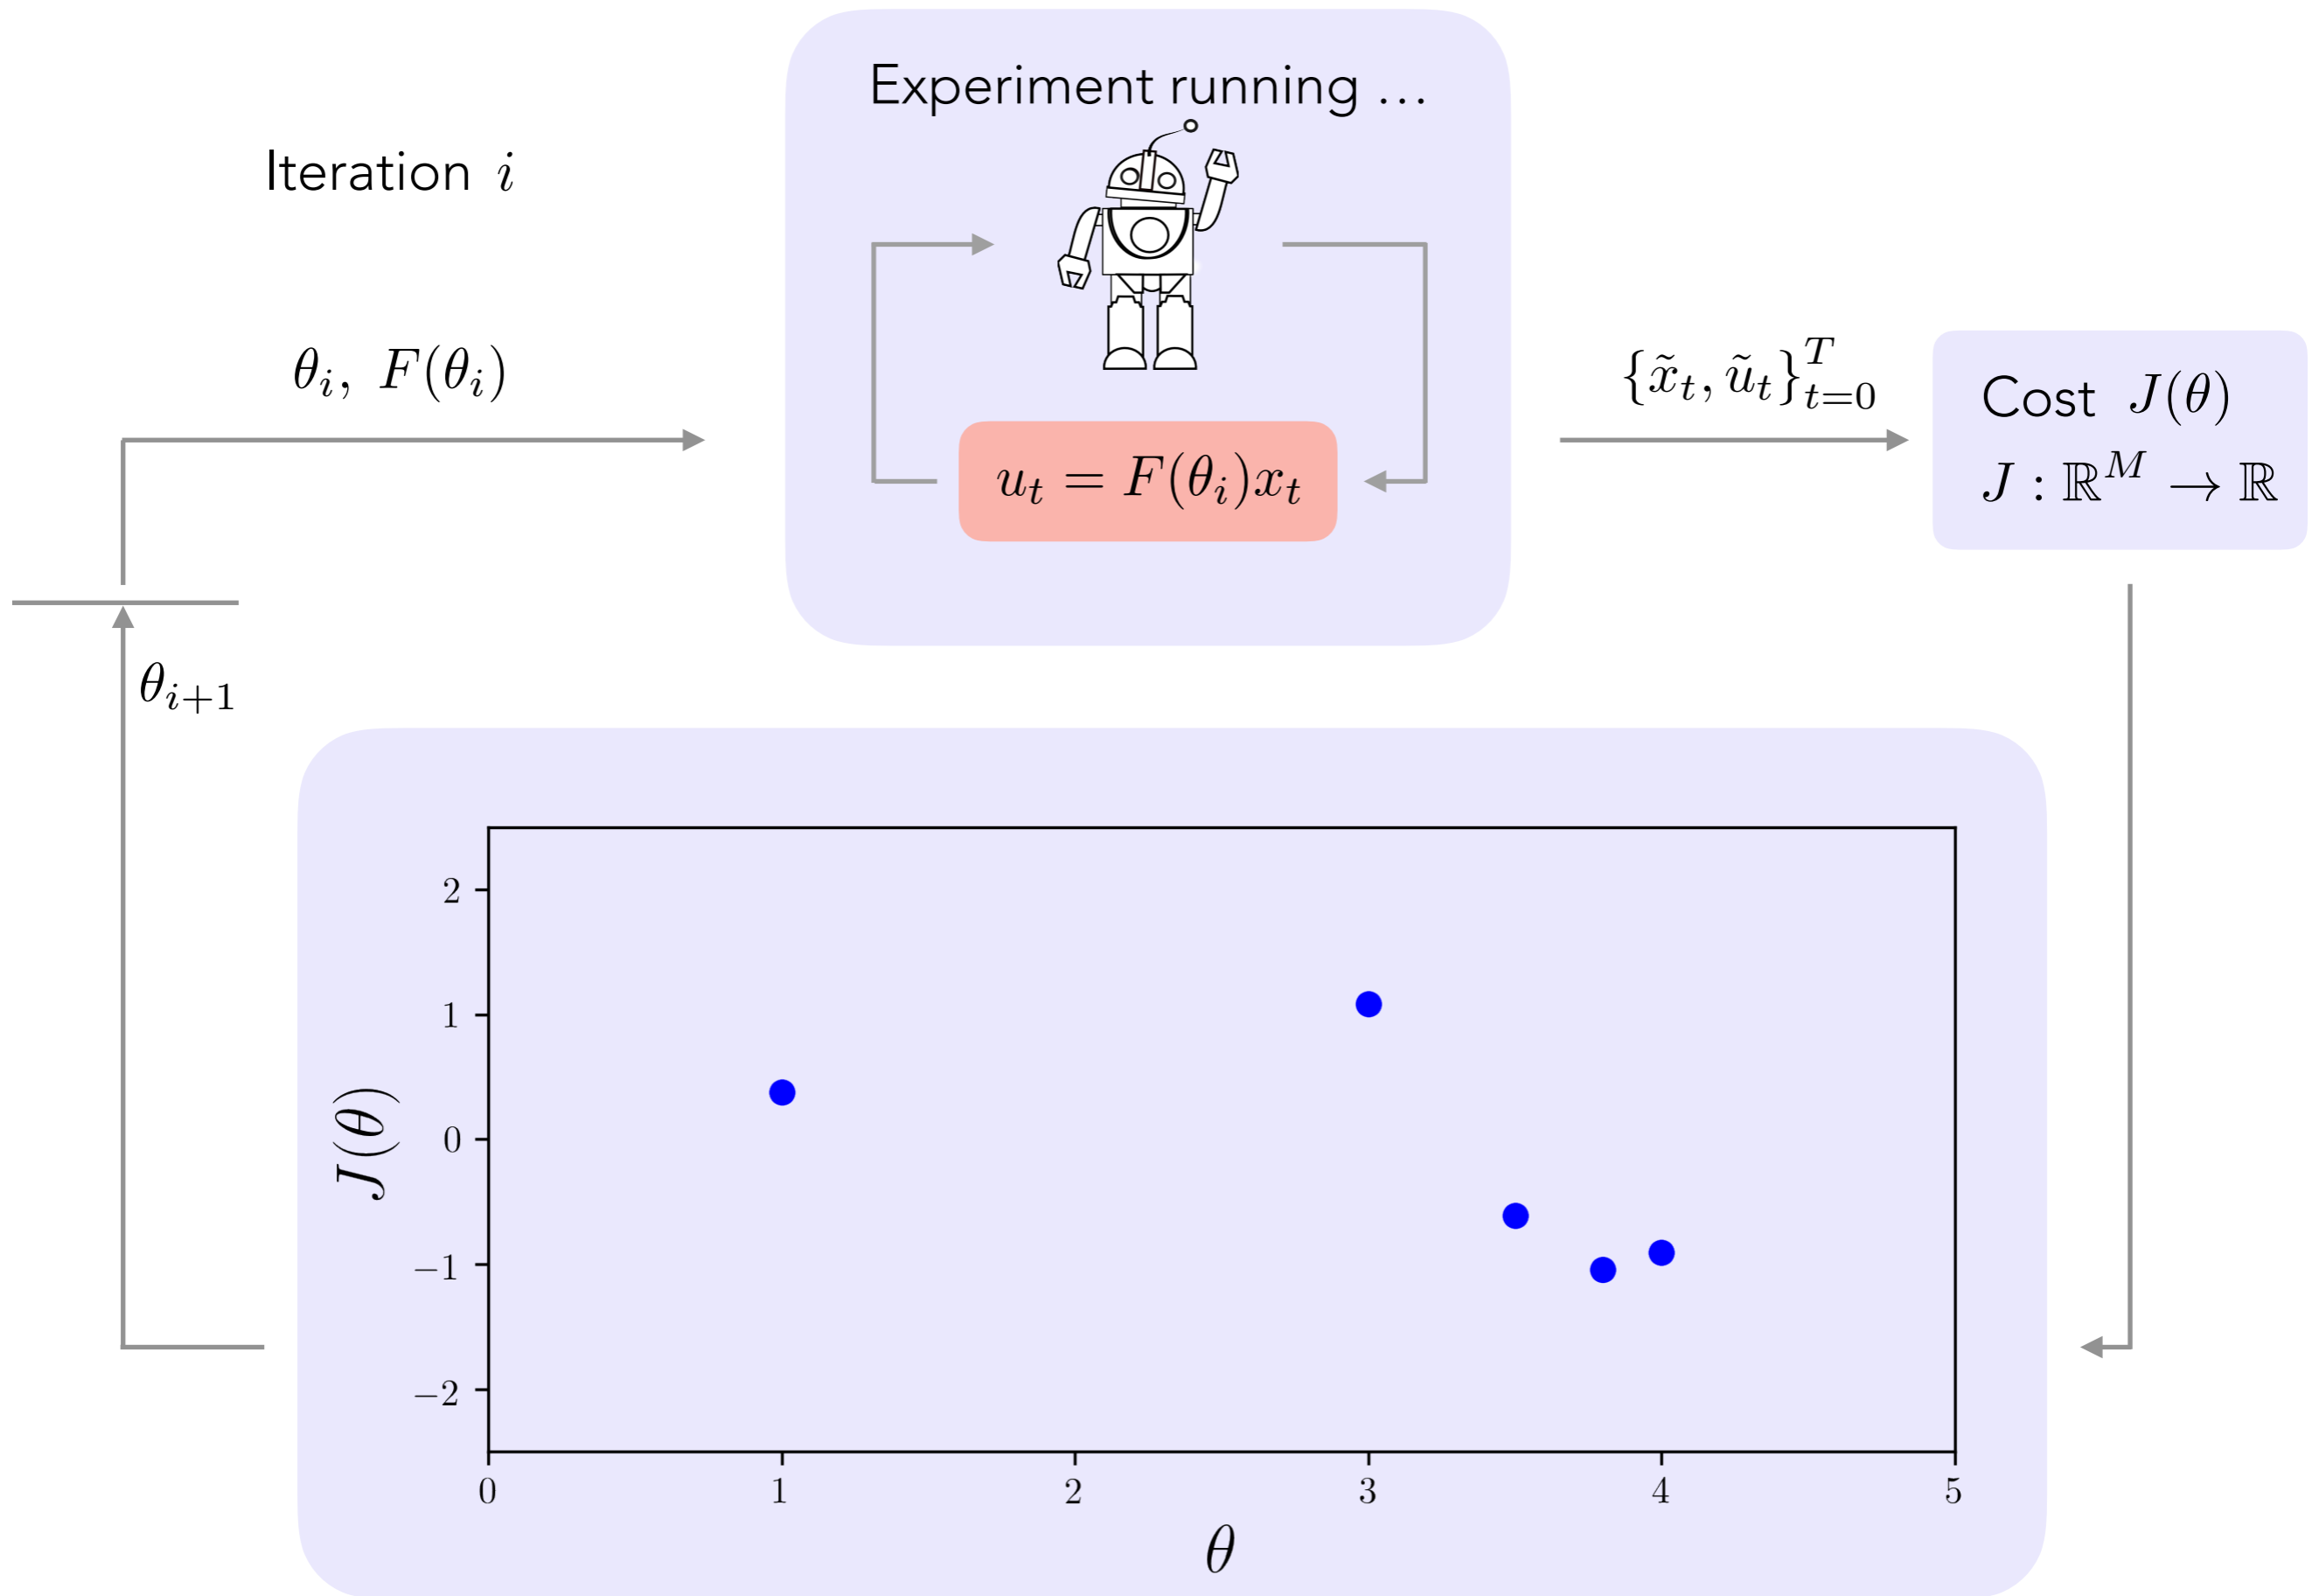 Experiment running …
Iteration i
θ_i, F(θ_i)
u_t = F(θ_i)x_t
{x̃_t, ũ_t}_{t=0}^T
Cost J(θ)
J : ℝ^M → ℝ
θ_{i+1}
J(θ)
2
1
0
−1
−2
0 1 2 3 4 5
θ